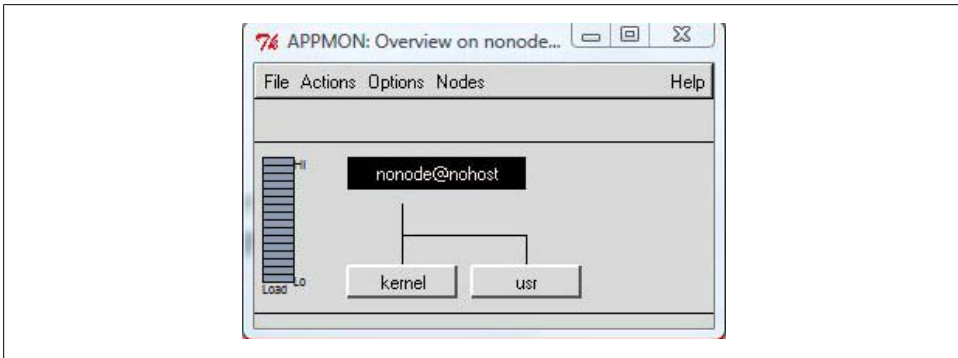 APPMON: Overview on nonode...
File Actions Options Nodes Help
Hi
nonode@nohost
Lo
Load
kernel
usr